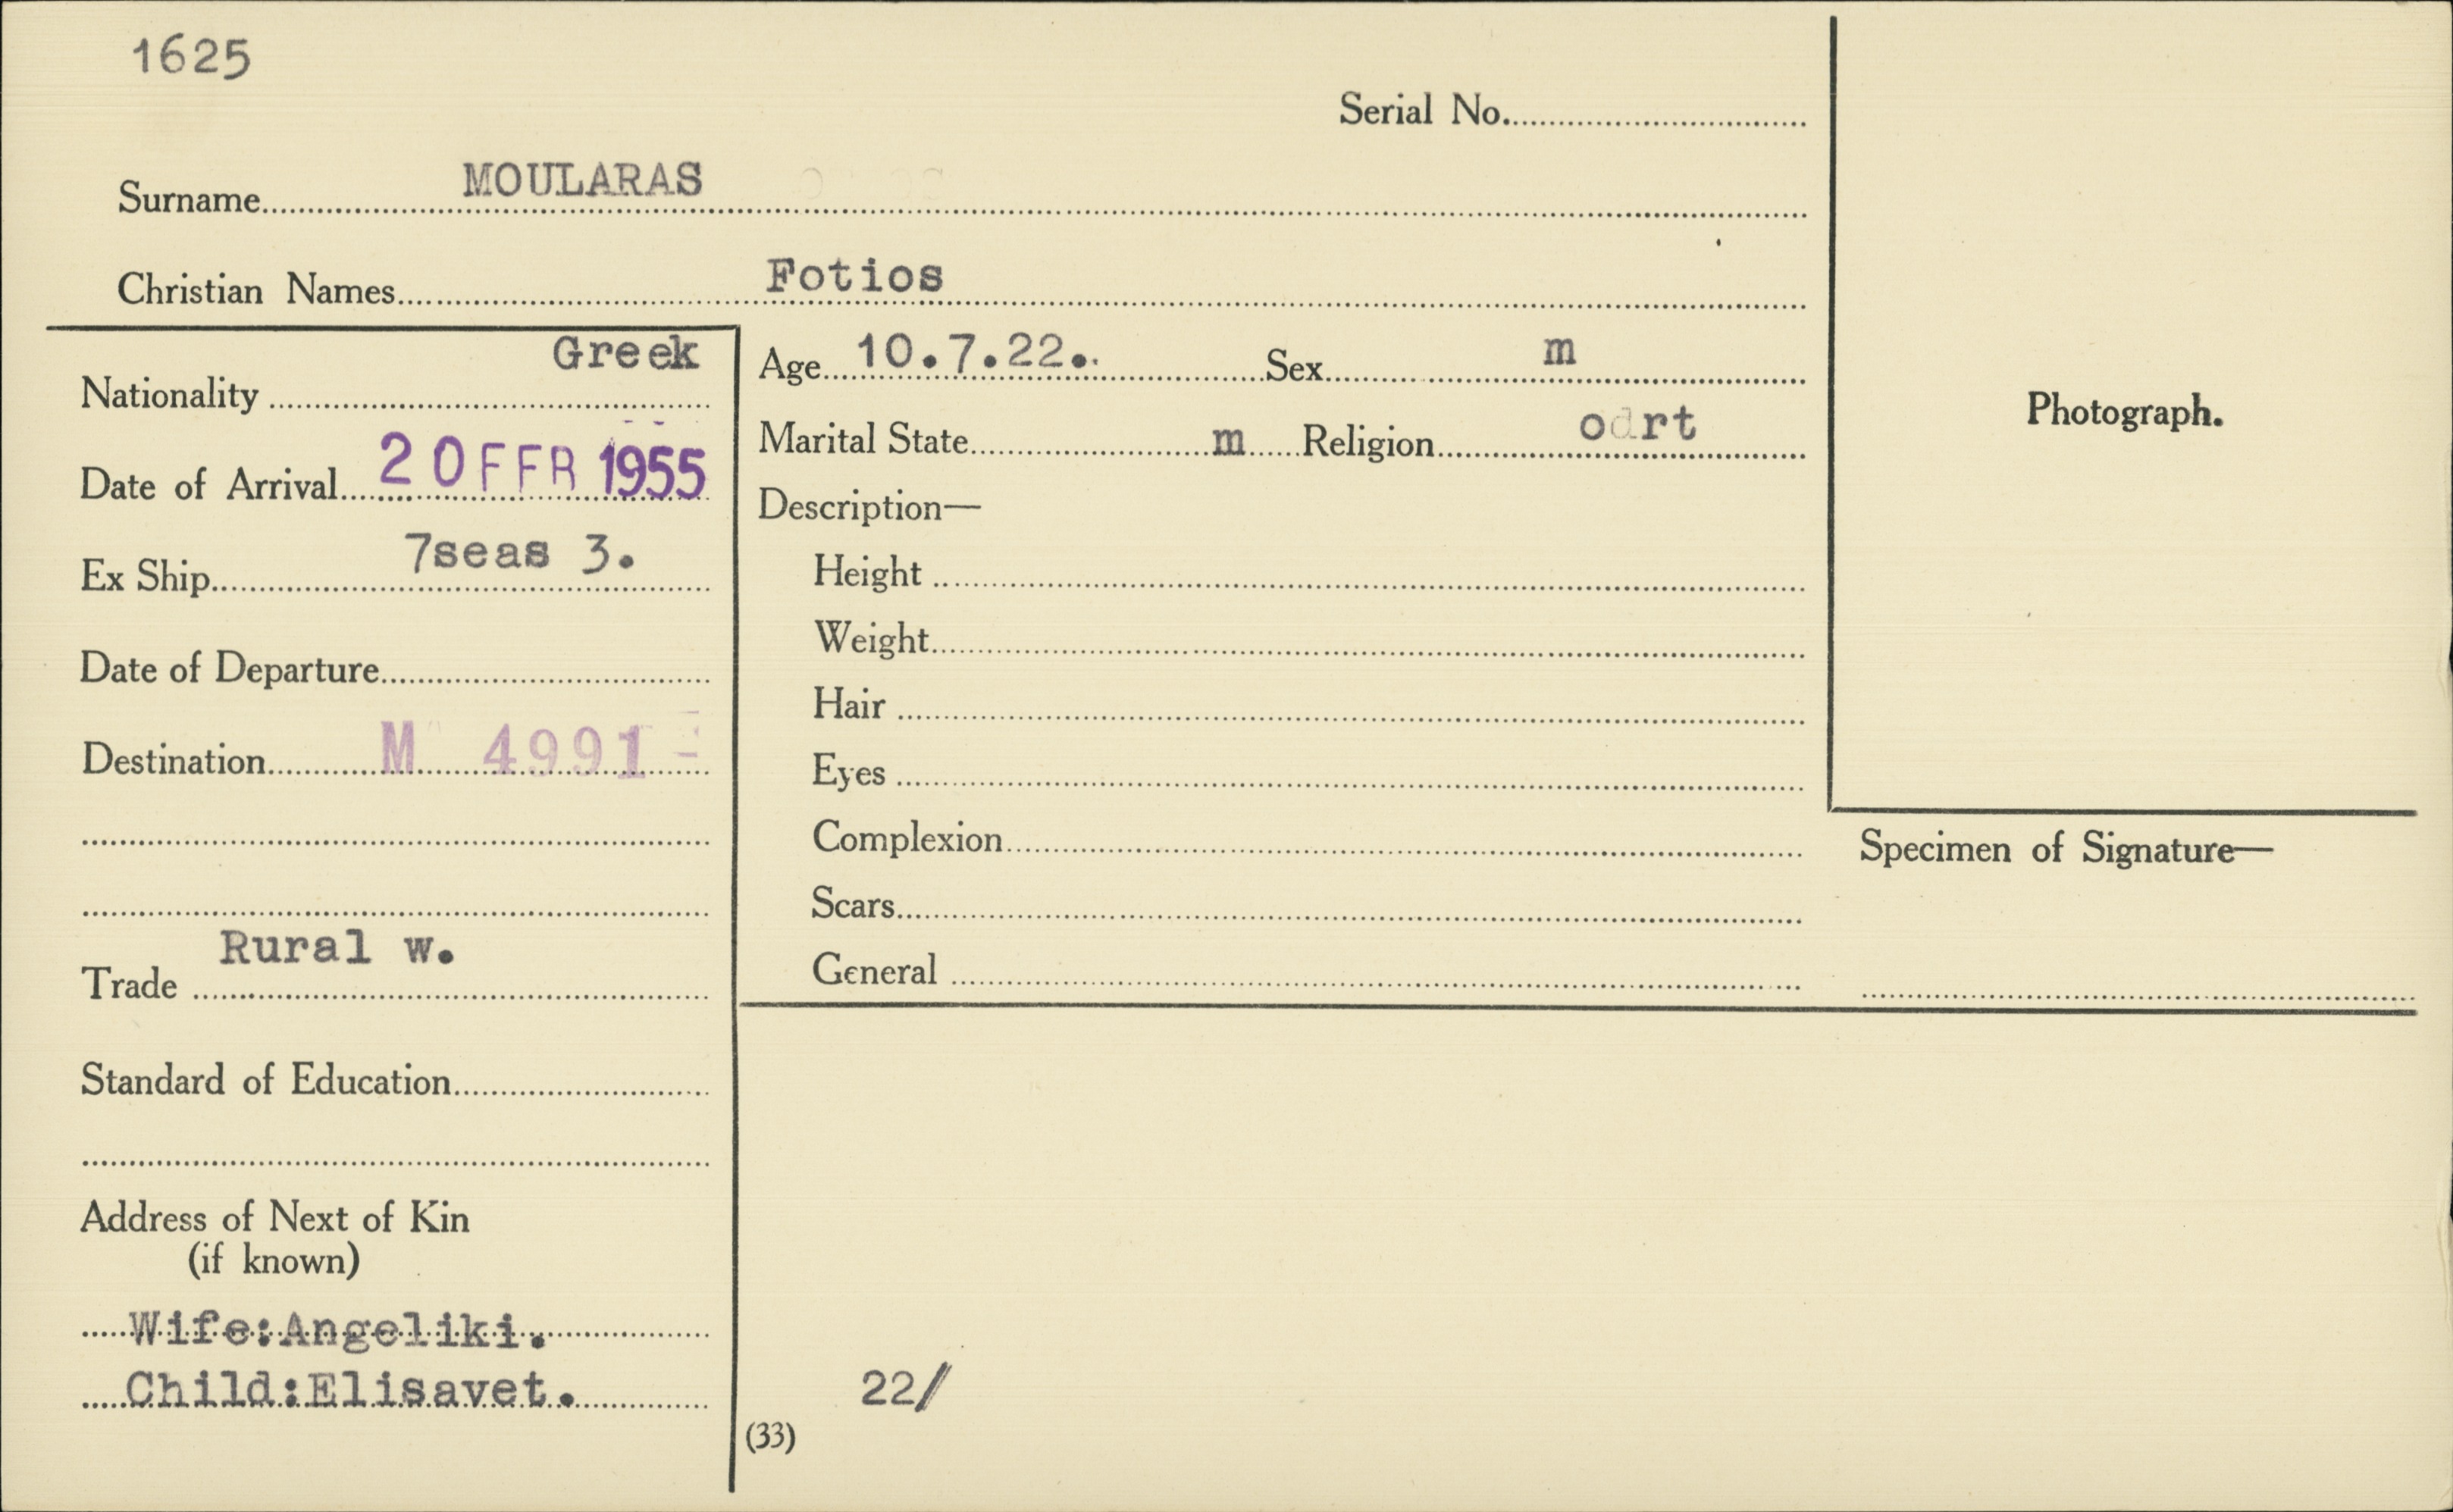 1625
Serial No.
Surname MOULARAS
Christian Names Fotios
Nationality Greek
Date of Arrival 20 FEB 1955
Ex Ship 7seas 3.
Date of Departure
Destination M 4991
Trade Rural w.
Standard of Education
Address of Next of Kin
(if known)
Wife:Angeliki.
Child:Elisavet.
Age 10.7.22. Sex m
Marital State m Religion odrt
Description—
Height
Weight
Hair
Eyes
Complexion
Scars
General
22/
(33)
Photograph.
Specimen of Signature—